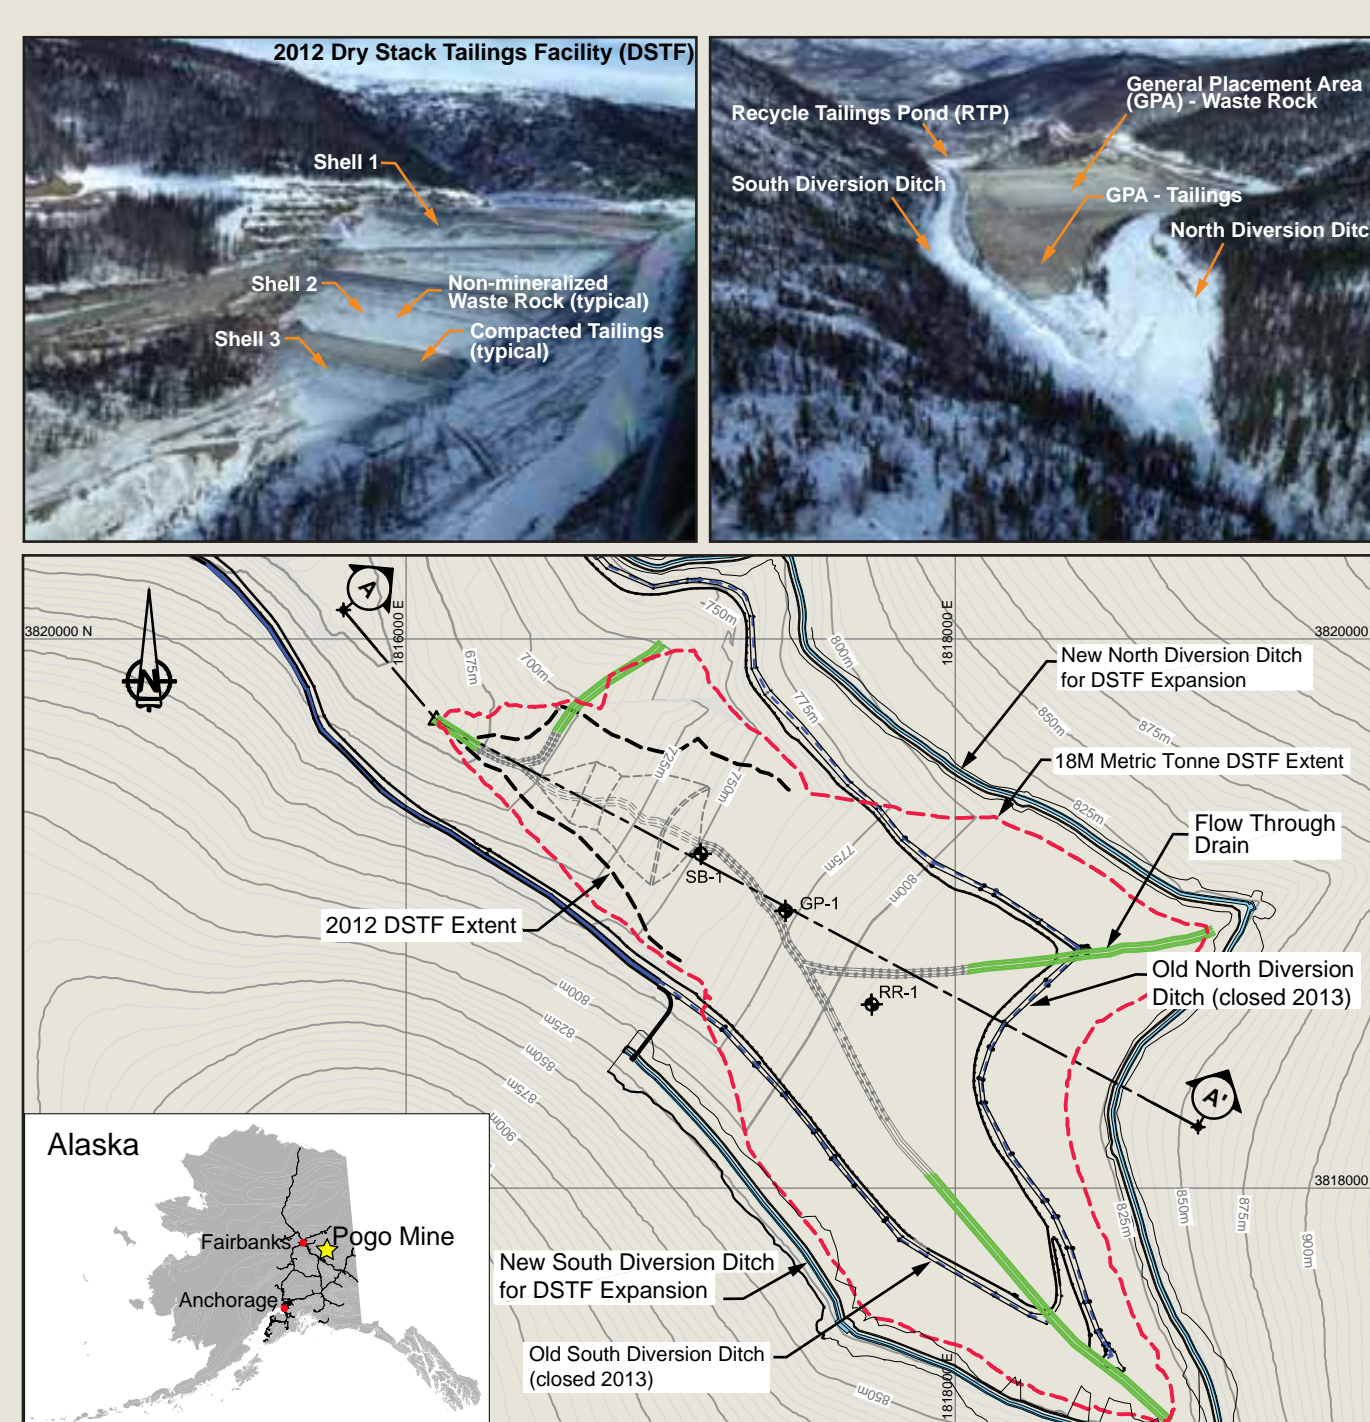 2012 Dry Stack Tailings Facility (DSTF)
Shell 1
Shell 2
Non-mineralized
Waste Rock (typical)
Shell 3
Compacted Tailings
(typical)
General Placement Area
(GPA) - Waste Rock
Recycle Tailings Pond (RTP)
South Diversion Ditch
GPA - Tailings
North Diversion Ditc
A
3820000 N
1816000 E
1818000 E
3820000
N
675m
700m
750m
800m
775m
New North Diversion Ditch
for DSTF Expansion
850m
875m
18M Metric Tonne DSTF Extent
725m
750m
825m
Flow Through
Drain
775m
800m
SB-1
GP-1
2012 DSTF Extent
RR-1
Old North Diversion
Ditch (closed 2013)
800m
825m
850m
875m
900m
A'
3818000
825m
850m
875m
900m
Alaska
Fairbanks
Pogo Mine
Anchorage
New South Diversion Ditch
for DSTF Expansion
Old South Diversion Ditch
(closed 2013)
850m
1818000 E